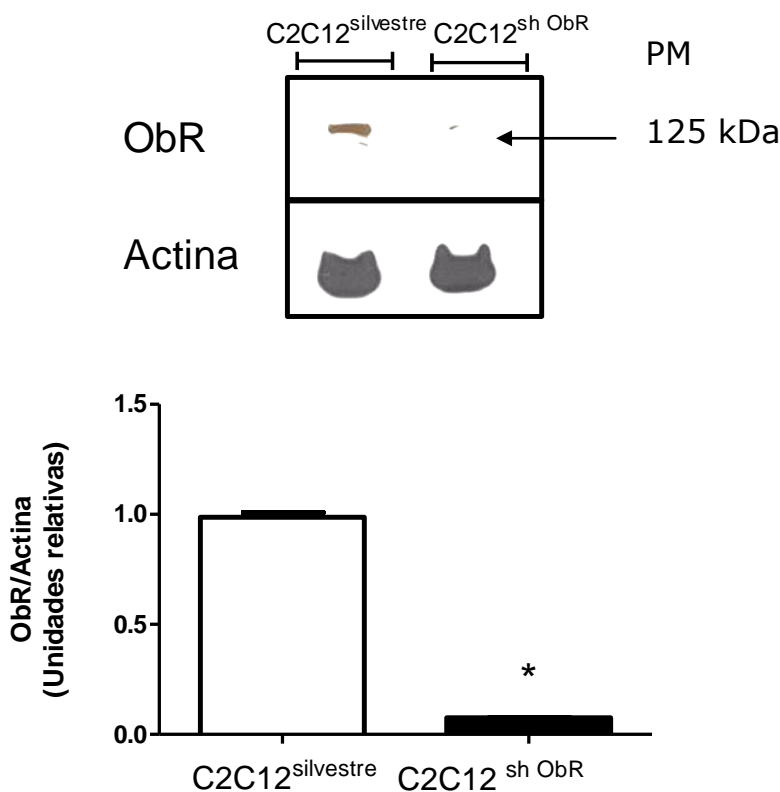 C2C12silvestre C2C12sh ObR
PM
ObR
125 kDa
Actina
1.5
1.0
0.5
0.0
ObR/Actina
(Unidades relativas)
*
C2C12silvestre C2C12 sh ObR